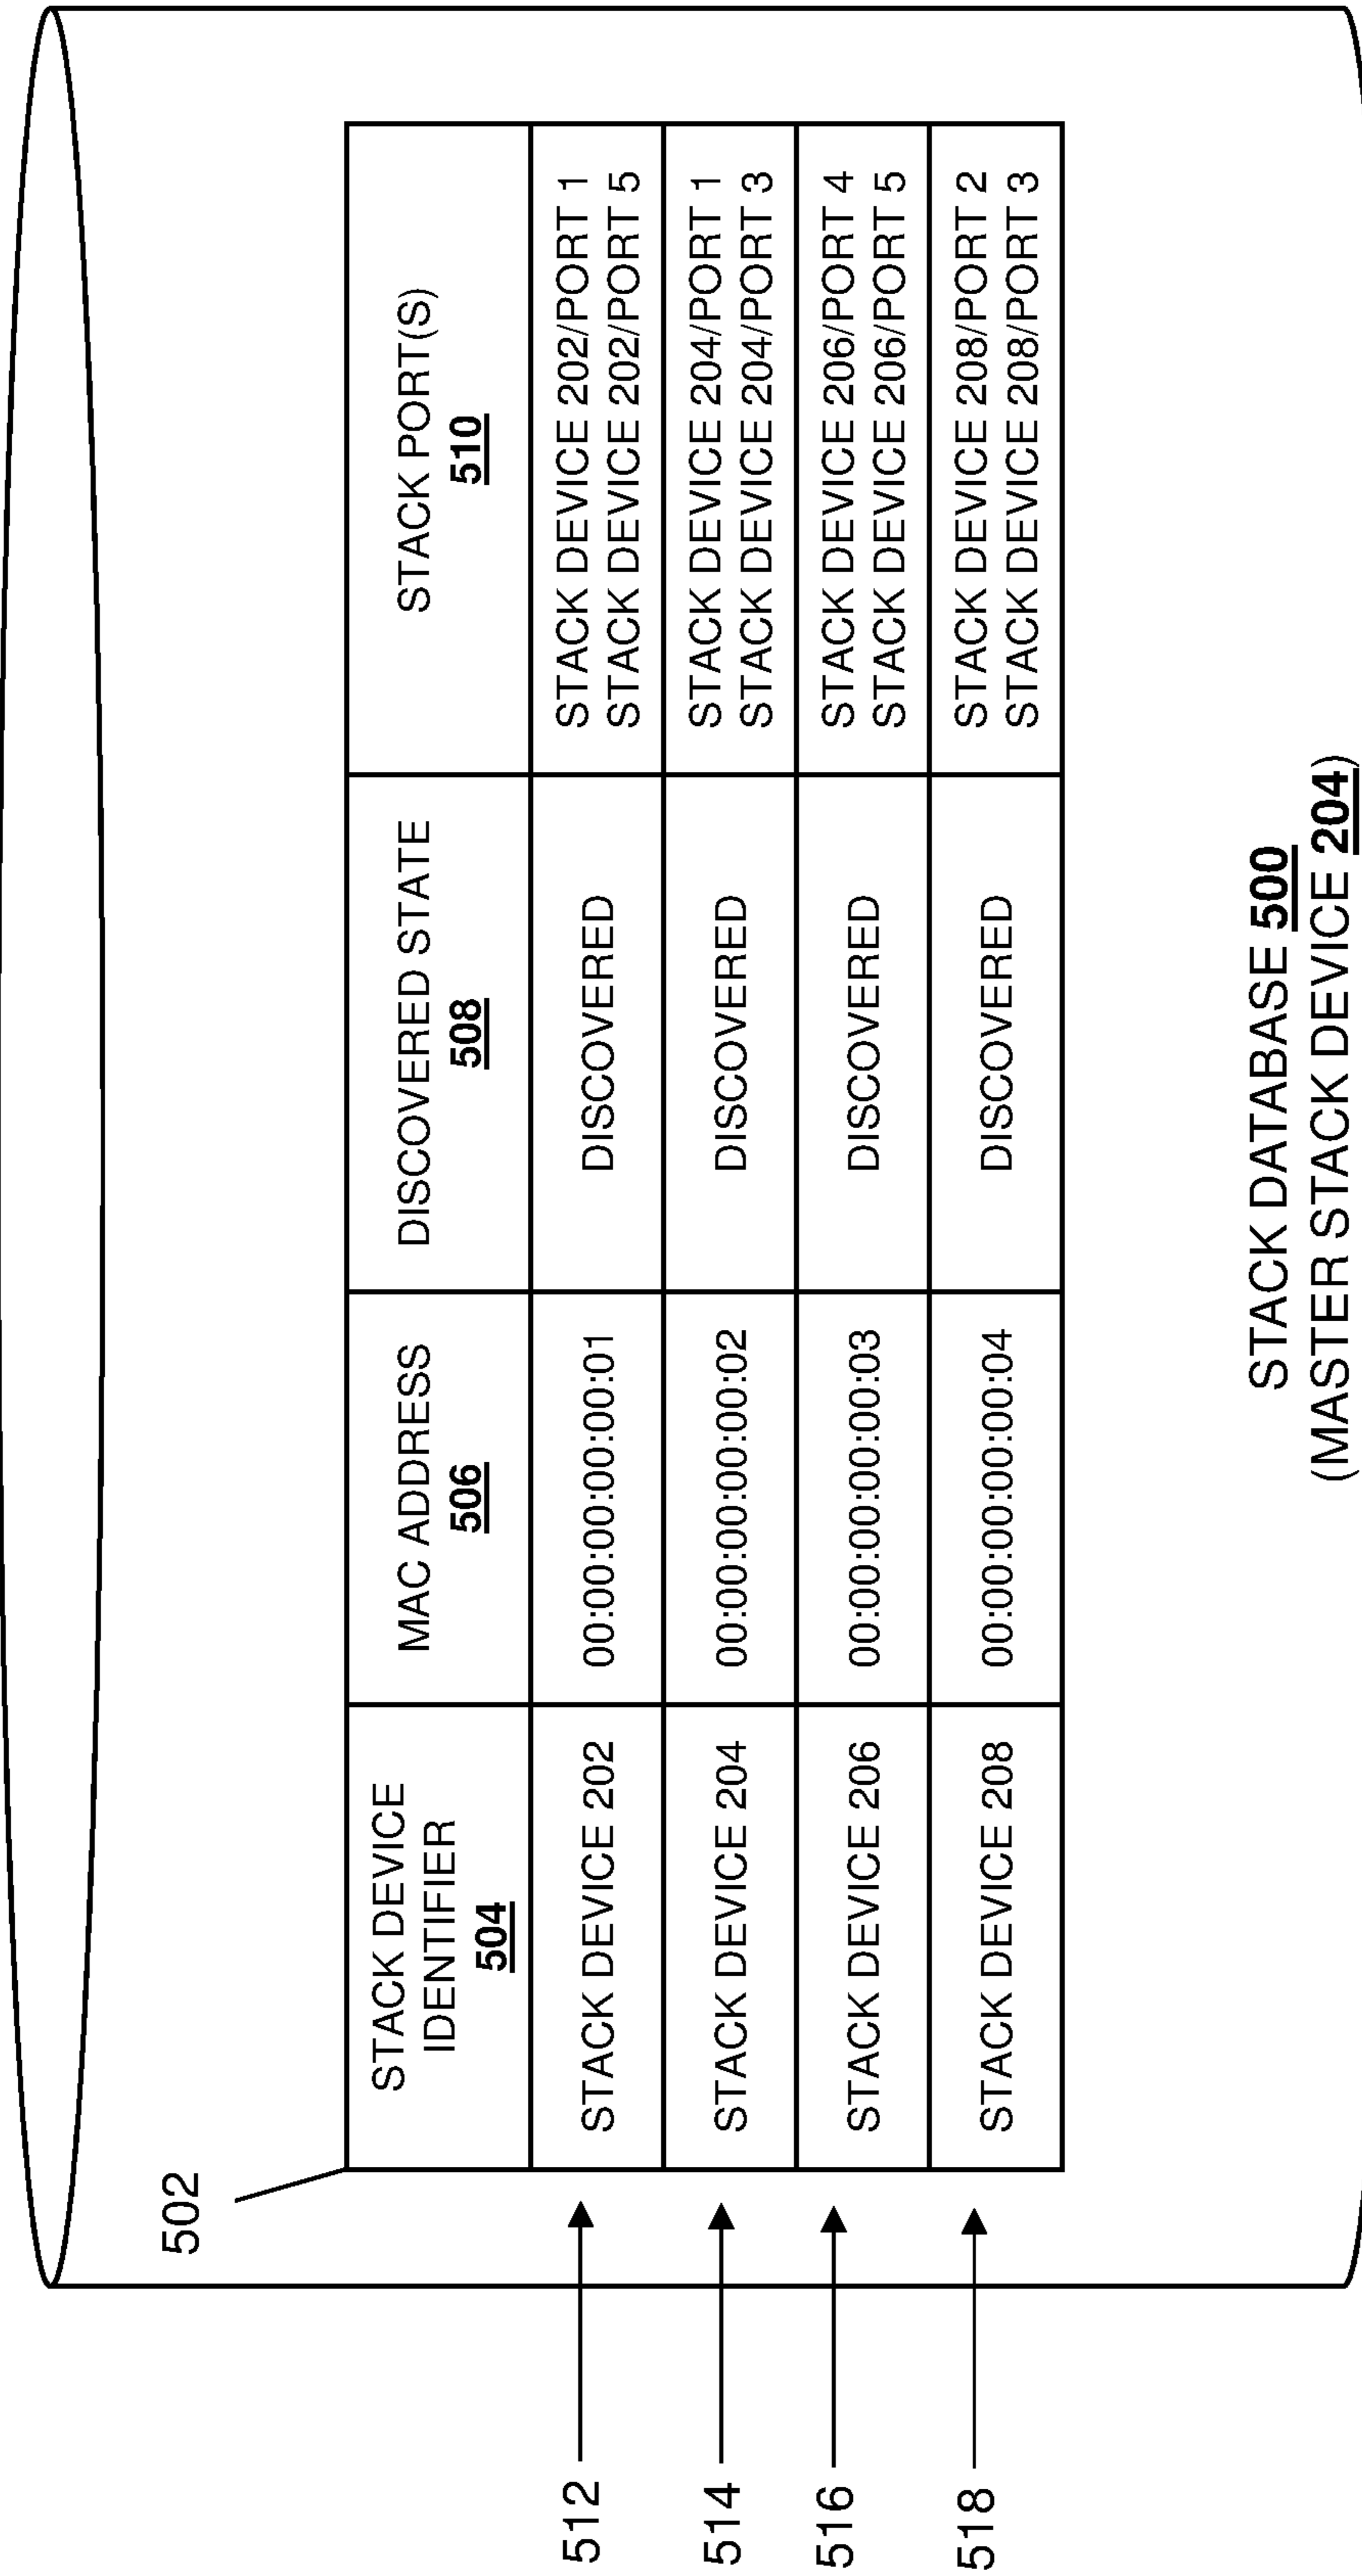 502
STACK DEVICE
IDENTIFIER
504
MAC ADDRESS
506
DISCOVERED STATE
508
STACK PORT(S)
510
512
STACK DEVICE 202
00:00:00:00:00:01
DISCOVERED
STACK DEVICE 202/PORT 1
STACK DEVICE 202/PORT 5
514
STACK DEVICE 204
00:00:00:00:00:02
DISCOVERED
STACK DEVICE 204/PORT 1
STACK DEVICE 204/PORT 3
516
STACK DEVICE 206
00:00:00:00:00:03
DISCOVERED
STACK DEVICE 206/PORT 4
STACK DEVICE 206/PORT 5
518
STACK DEVICE 208
00:00:00:00:00:04
DISCOVERED
STACK DEVICE 208/PORT 2
STACK DEVICE 208/PORT 3
STACK DATABASE 500
(MASTER STACK DEVICE 204)